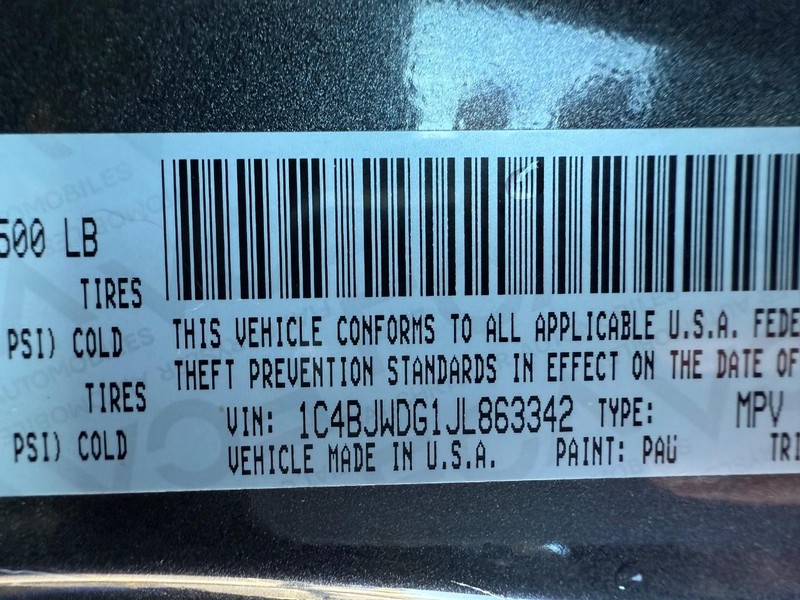 500 LB
TIRES
PSI) COLD
TIRES
PSI) COLD
THIS VEHICLE CONFORMS TO ALL APPLICABLE U.S.A. FEDE
THEFT PREVENTION STANDARDS IN EFFECT ON THE DATE OF
VIN: 1C4BJWDG1JL863342 TYPE: MPV
VEHICLE MADE IN U.S.A. PAINT: PAU TRI